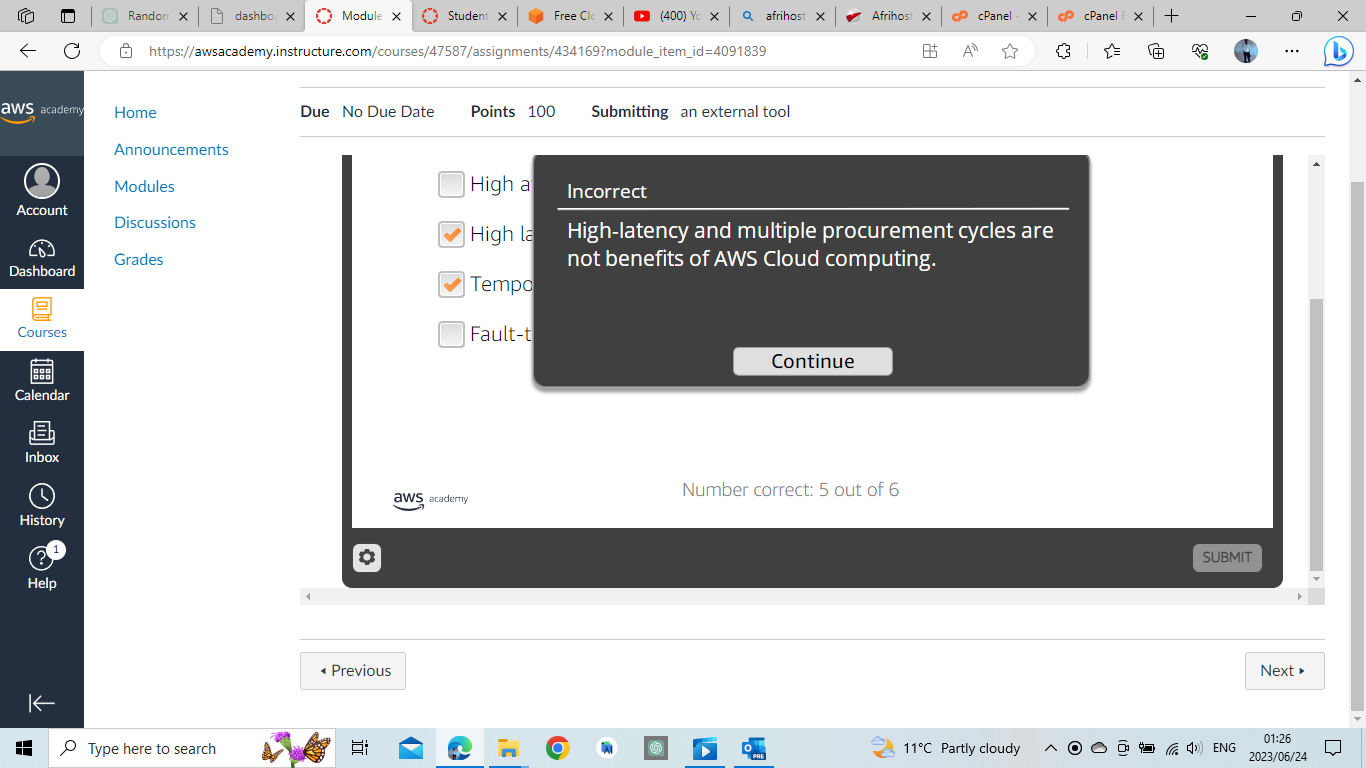 Random
dashbo
Module
Student
Free Clo
(400) Yo
afrihost
Afrihost
cPanel -
cPanel F
https://awsacademy.instructure.com/courses/47587/assignments/434169?module_item_id=4091839
aws academy
Account
Dashboard
Courses
Calendar
Inbox
History
1
Help
Home
Announcements
Modules
Discussions
Grades
Due No Due Date Points 100 Submitting an external tool
High a
High la
Tempo
Fault-t
Incorrect
High-latency and multiple procurement cycles are
not benefits of AWS Cloud computing.
Continue
aws academy
Number correct: 5 out of 6
SUBMIT
Previous
Next
Type here to search
PRE
11°C Partly cloudy
ENG
01:26
2023/06/24